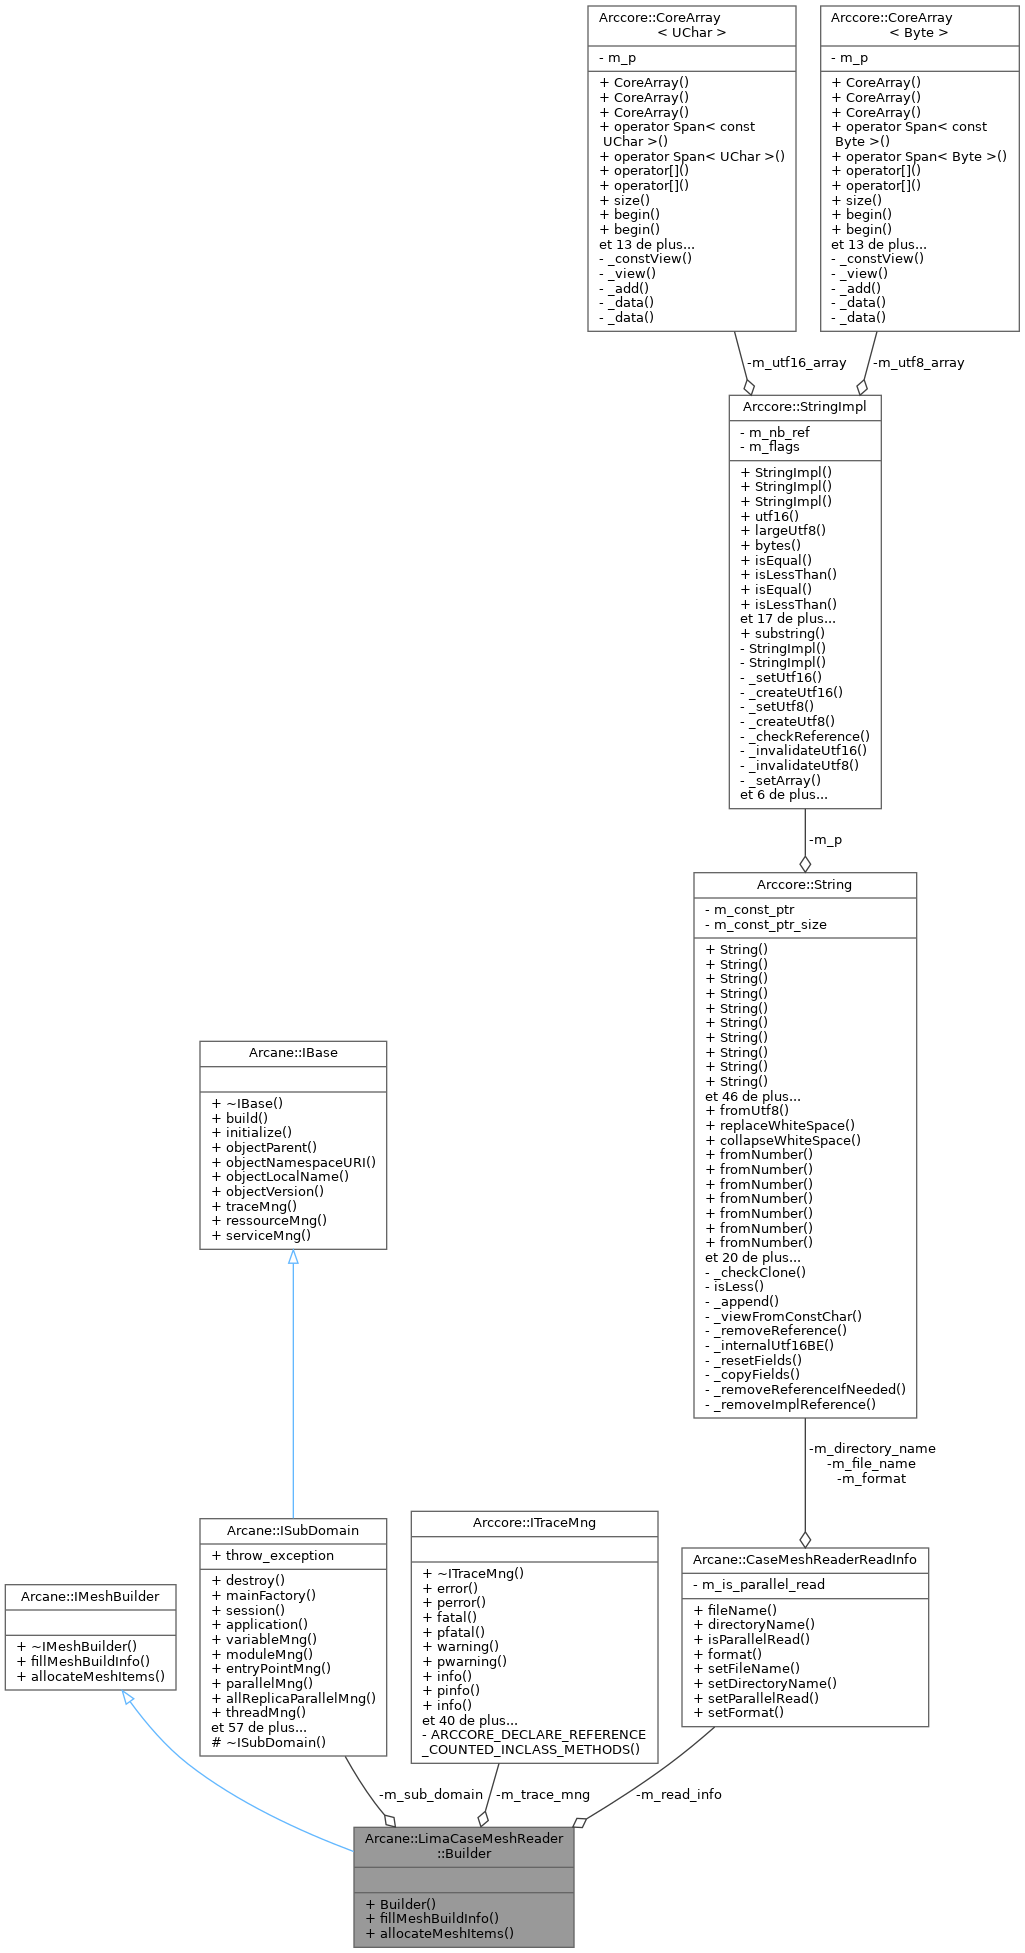 Arccore::CoreArray
< UChar >
- m_p
+ CoreArray()
+ CoreArray()
+ CoreArray()
+ operator Span< const
UChar >()
+ operator Span< UChar >()
+ operator[]()
+ operator[]()
+ size()
+ begin()
+ begin()
et 13 de plus...
- _constView()
- _view()
- _add()
- _data()
- _data()
Arccore::CoreArray
< Byte >
- m_p
+ CoreArray()
+ CoreArray()
+ CoreArray()
+ operator Span< const
Byte >()
+ operator Span< Byte >()
+ operator[]()
+ operator[]()
+ size()
+ begin()
+ begin()
et 13 de plus...
- _constView()
- _view()
- _add()
- _data()
- _data()
-m_utf16_array
-m_utf8_array
Arccore::StringImpl
- m_nb_ref
- m_flags
+ StringImpl()
+ StringImpl()
+ StringImpl()
+ utf16()
+ largeUtf8()
+ bytes()
+ isEqual()
+ isLessThan()
+ isEqual()
+ isLessThan()
et 17 de plus...
+ substring()
- StringImpl()
- StringImpl()
- _setUtf16()
- _createUtf16()
- _setUtf8()
- _createUtf8()
- _checkReference()
- _invalidateUtf16()
- _invalidateUtf8()
- _setArray()
et 6 de plus...
-m_p
Arccore::String
- m_const_ptr
- m_const_ptr_size
+ String()
+ String()
+ String()
+ String()
+ String()
+ String()
+ String()
+ String()
+ String()
+ String()
et 46 de plus...
+ fromUtf8()
+ replaceWhiteSpace()
+ collapseWhiteSpace()
+ fromNumber()
+ fromNumber()
+ fromNumber()
+ fromNumber()
+ fromNumber()
+ fromNumber()
+ fromNumber()
et 20 de plus...
- _checkClone()
- isLess()
- _append()
- _viewFromConstChar()
- _removeReference()
- _internalUtf16BE()
- _resetFields()
- _copyFields()
- _removeReferenceIfNeeded()
- _removeImplReference()
Arcane::IBase
+ ~IBase()
+ build()
+ initialize()
+ objectParent()
+ objectNamespaceURI()
+ objectLocalName()
+ objectVersion()
+ traceMng()
+ ressourceMng()
+ serviceMng()
-m_directory_name
-m_file_name
-m_format
Arcane::IMeshBuilder
+ ~IMeshBuilder()
+ fillMeshBuildInfo()
+ allocateMeshItems()
Arcane::ISubDomain
+ throw_exception
+ destroy()
+ mainFactory()
+ session()
+ application()
+ variableMng()
+ moduleMng()
+ entryPointMng()
+ parallelMng()
+ allReplicaParallelMng()
+ threadMng()
et 57 de plus...
# ~ISubDomain()
Arccore::ITraceMng
+ ~ITraceMng()
+ error()
+ perror()
+ fatal()
+ pfatal()
+ warning()
+ pwarning()
+ info()
+ pinfo()
+ info()
et 40 de plus...
- ARCCORE_DECLARE_REFERENCE
_COUNTED_INCLASS_METHODS()
Arcane::CaseMeshReaderReadInfo
- m_is_parallel_read
+ fileName()
+ directoryName()
+ isParallelRead()
+ format()
+ setFileName()
+ setDirectoryName()
+ setParallelRead()
+ setFormat()
-m_sub_domain
-m_trace_mng
-m_read_info
Arcane::LimaCaseMeshReader
::Builder
+ Builder()
+ fillMeshBuildInfo()
+ allocateMeshItems()